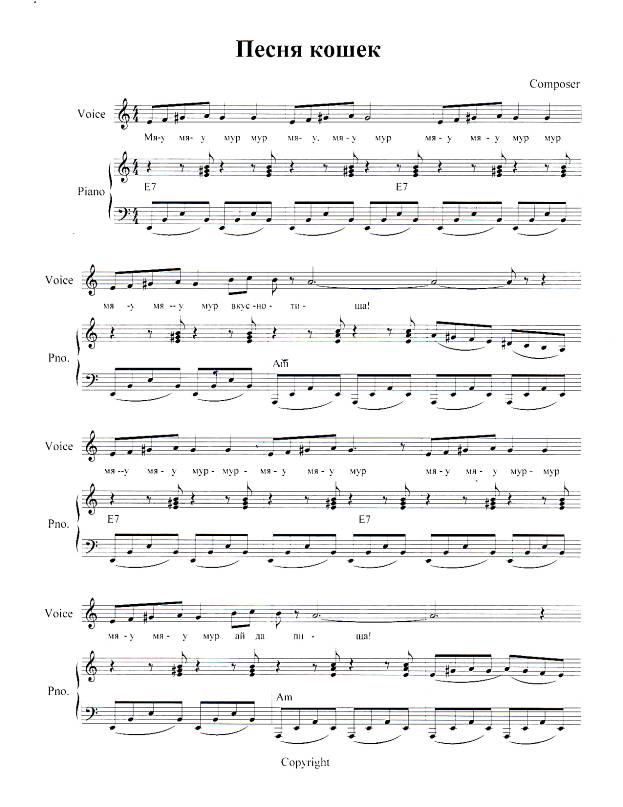 Песня кошек
Composer
Voice
Мя-у мя- у мур мур мя- у. мя - у мур мя - у мя - у мур мур
Piano
E7 E7
Voice
мя -у мя --у мур вкус-но- ти - ша!
Pno.
Am
Voice
мя--у мя- у мур-мур- мя - у мя - у мур мя - у мя - у мур-мур
Pno.
E7 E7
Voice
мя - у мя - у мур ай да пи - ша!
Pno.
Am
Copyright